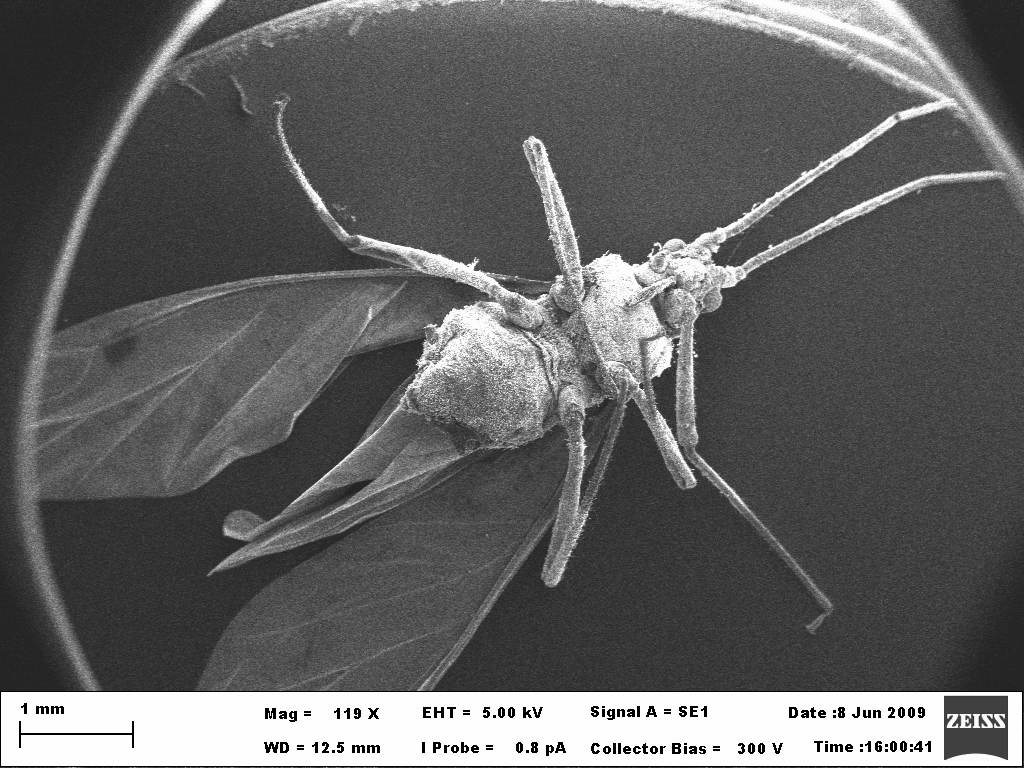 1 mm
Mag = 119 X EHT = 5.00 kV Signal A = SE1 Date :8 Jun 2009
WD = 12.5 mm I Probe = 0.8 pA Collector Bias = 300 V Time :16:00:41
ZEISS